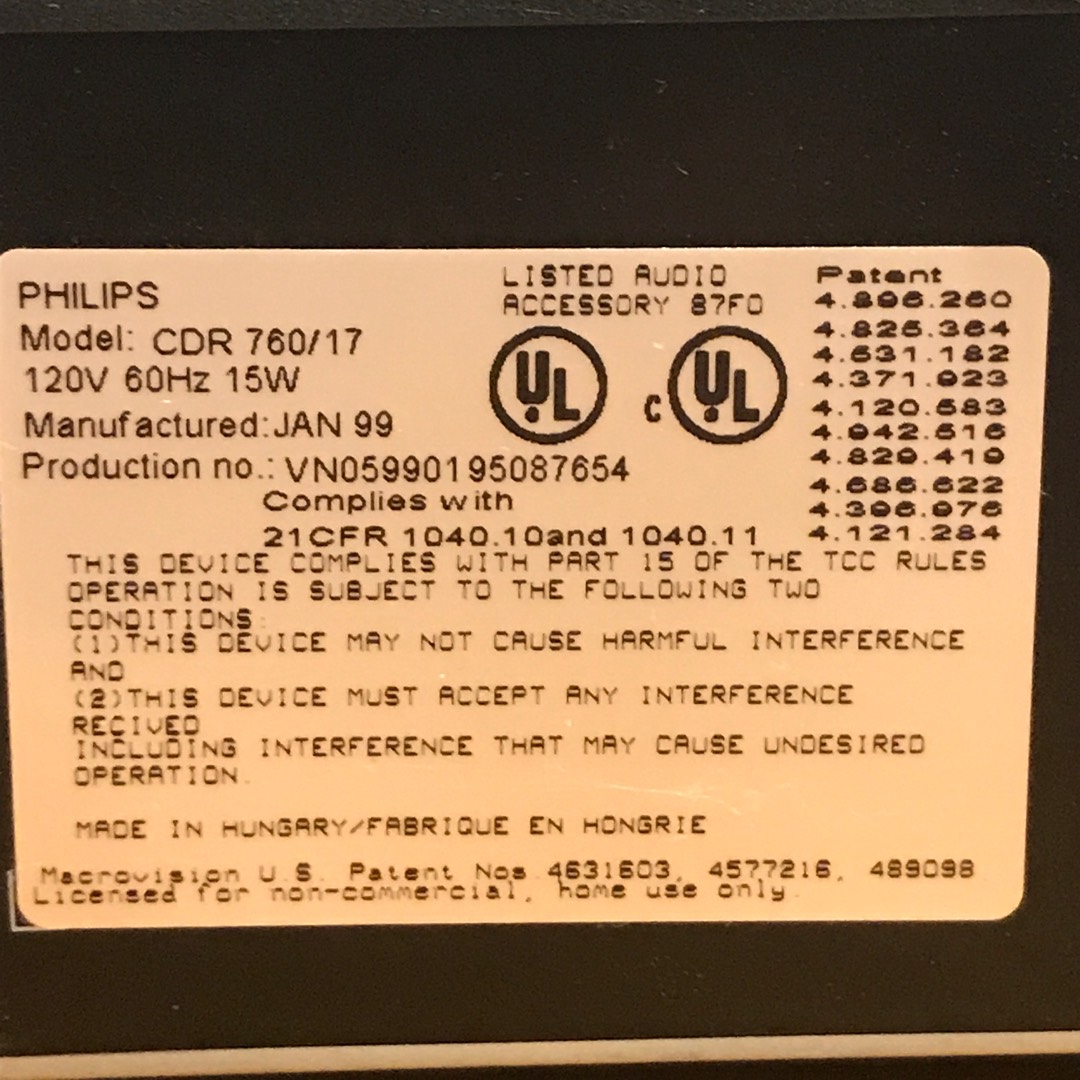 PHILIPS
Model: CDR 760/17
120V 60Hz 15W
Manufactured: JAN 99
Production no.: VN05990195087654
LISTED AUDIO
ACCESSORY 87F0
UL
C UL
Patent
4.896.260
4.825.364
4.631.182
4.371.923
4.120.583
4.942.516
4.829.419
4.686.622
4.396.976
4.121.284
Complies with
21CFR 1040.10and 1040.11
THIS DEVICE COMPLIES WITH PART 15 OF THE TCC RULES
OPERATION IS SUBJECT TO THE FOLLOWING TWO
CONDITIONS:
(1)THIS DEVICE MAY NOT CAUSE HARMFUL INTERFERENCE
AND
(2)THIS DEVICE MUST ACCEPT ANY INTERFERENCE
RECIVED
INCLUDING INTERFERENCE THAT MAY CAUSE UNDESIRED
OPERATION.
MADE IN HUNGARY/FABRIQUE EN HONGRIE
Macrovision U.S. Patent Nos 4631603, 4577216, 489098
Licensed for non-commercial, home use only.